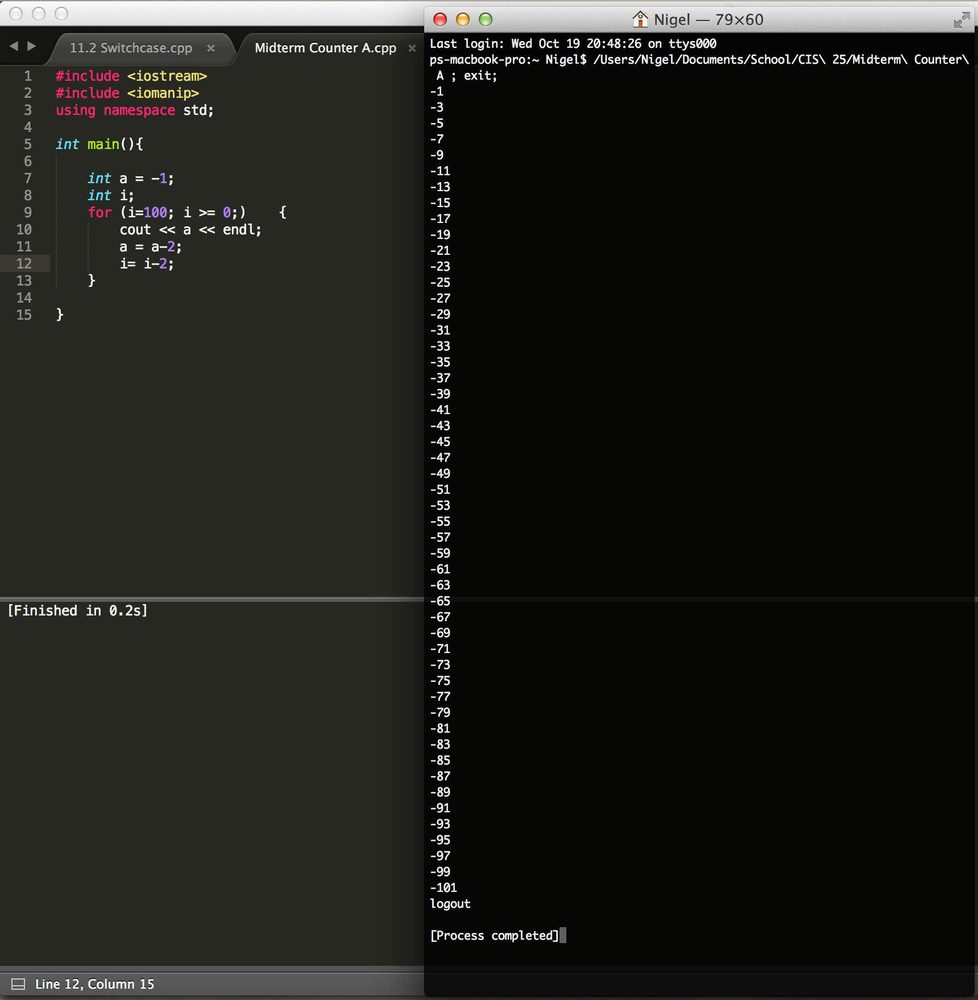 11.2 Switchcase.cpp
Midterm Counter A.cpp
1 #include <iostream>
2 #include <iomanip>
3 using namespace std;
4
5 int main(){
6
7 int a = -1;
8 int i;
9 for (i=100; i >= 0;)    {
10 cout << a << endl;
11 a = a-2;
12 i= i-2;
13 }
14
15 }
[Finished in 0.2s]
Line 12, Column 15
Nigel — 79×60
Last login: Wed Oct 19 20:48:26 on ttys000
ps-macbook-pro:~ Nigel$ /Users/Nigel/Documents/School/CIS\ 25/Midterm\ Counter\
 A ; exit;
-1
-3
-5
-7
-9
-11
-13
-15
-17
-19
-21
-23
-25
-27
-29
-31
-33
-35
-37
-39
-41
-43
-45
-47
-49
-51
-53
-55
-57
-59
-61
-63
-65
-67
-69
-71
-73
-75
-77
-79
-81
-83
-85
-87
-89
-91
-93
-95
-97
-99
-101
logout
[Process completed]